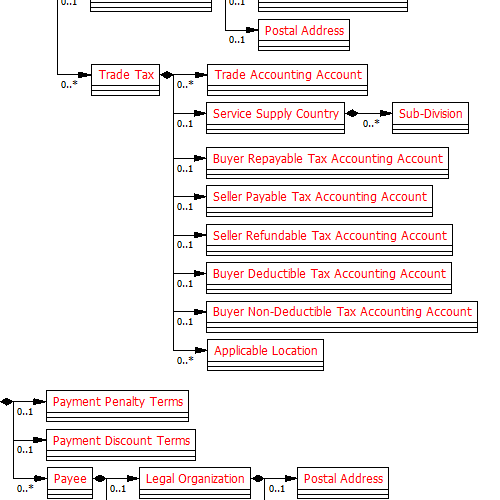 0..1
0..1
Postal Address
0..1
Trade Tax
Trade Accounting Account
0..*
0..*
Service Supply Country
Sub-Division
0..1
0..*
Buyer Repayable Tax Accounting Account
0..1
Seller Payable Tax Accounting Account
0..1
Seller Refundable Tax Accounting Account
0..1
Buyer Deductible Tax Accounting Account
0..1
Buyer Non-Deductible Tax Accounting Account
0..1
Applicable Location
0..*
Payment Penalty Terms
0..1
Payment Discount Terms
0..*
Payee
Legal Organization
Postal Address
0..*
0..1
0..1